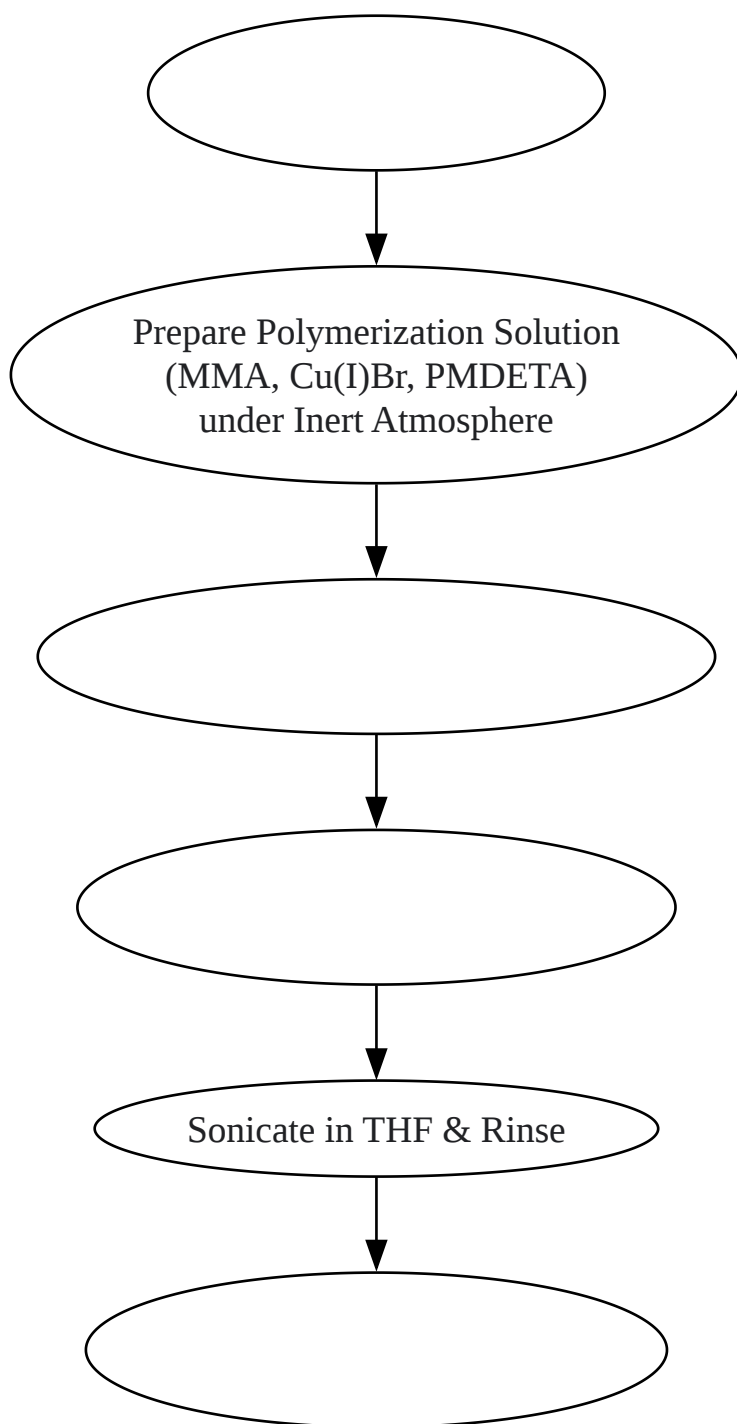 Prepare Polymerization Solution
(MMA, Cu(I)Br, PMDETA)
under Inert Atmosphere
Sonicate in THF & Rinse